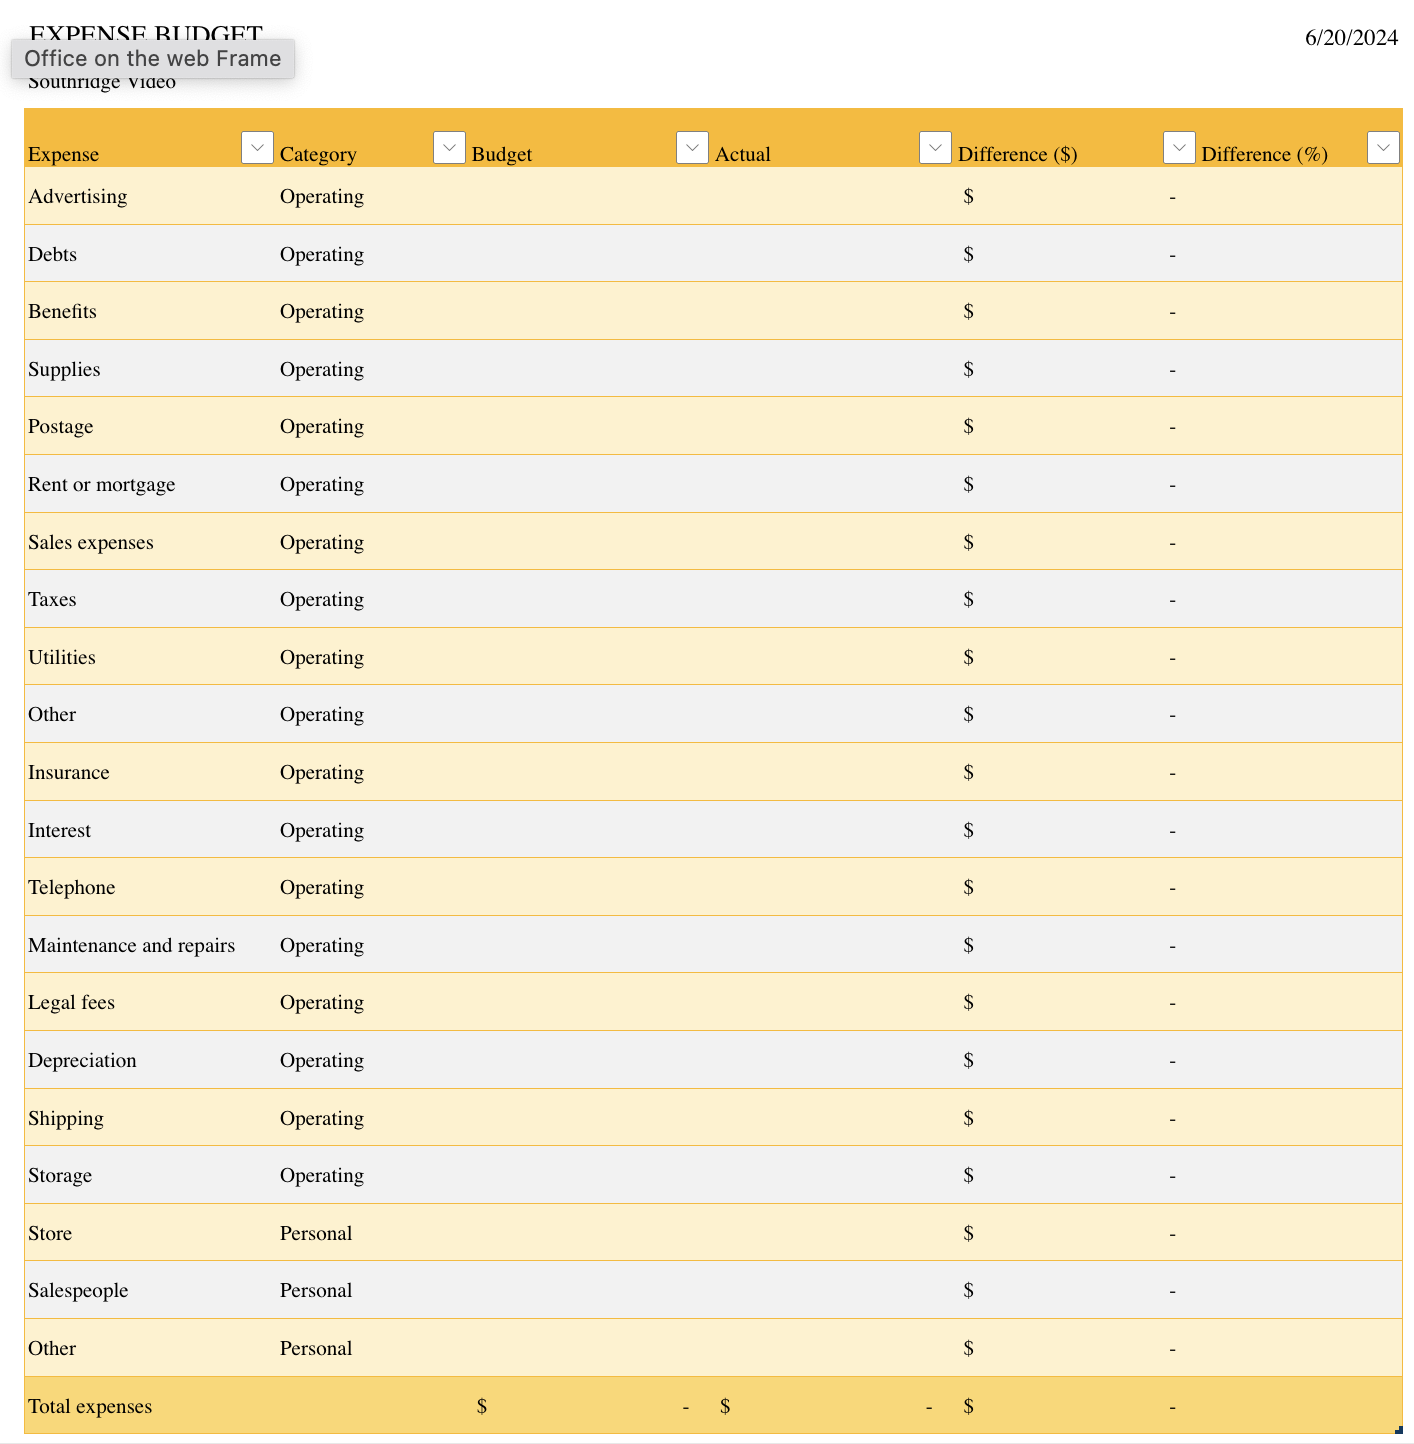 EXPENSE BUDGET 6/20/2024
Office on the web Frame
Southridge Video
Expense Category Budget Actual Difference ($) Difference (%)
Advertising Operating $ -
Debts Operating $ -
Benefits Operating $ -
Supplies Operating $ -
Postage Operating $ -
Rent or mortgage Operating $ -
Sales expenses Operating $ -
Taxes Operating $ -
Utilities Operating $ -
Other Operating $ -
Insurance Operating $ -
Interest Operating $ -
Telephone Operating $ -
Maintenance and repairs Operating $ -
Legal fees Operating $ -
Depreciation Operating $ -
Shipping Operating $ -
Storage Operating $ -
Store Personal $ -
Salespeople Personal $ -
Other Personal $ -
Total expenses $ - $ - $ -